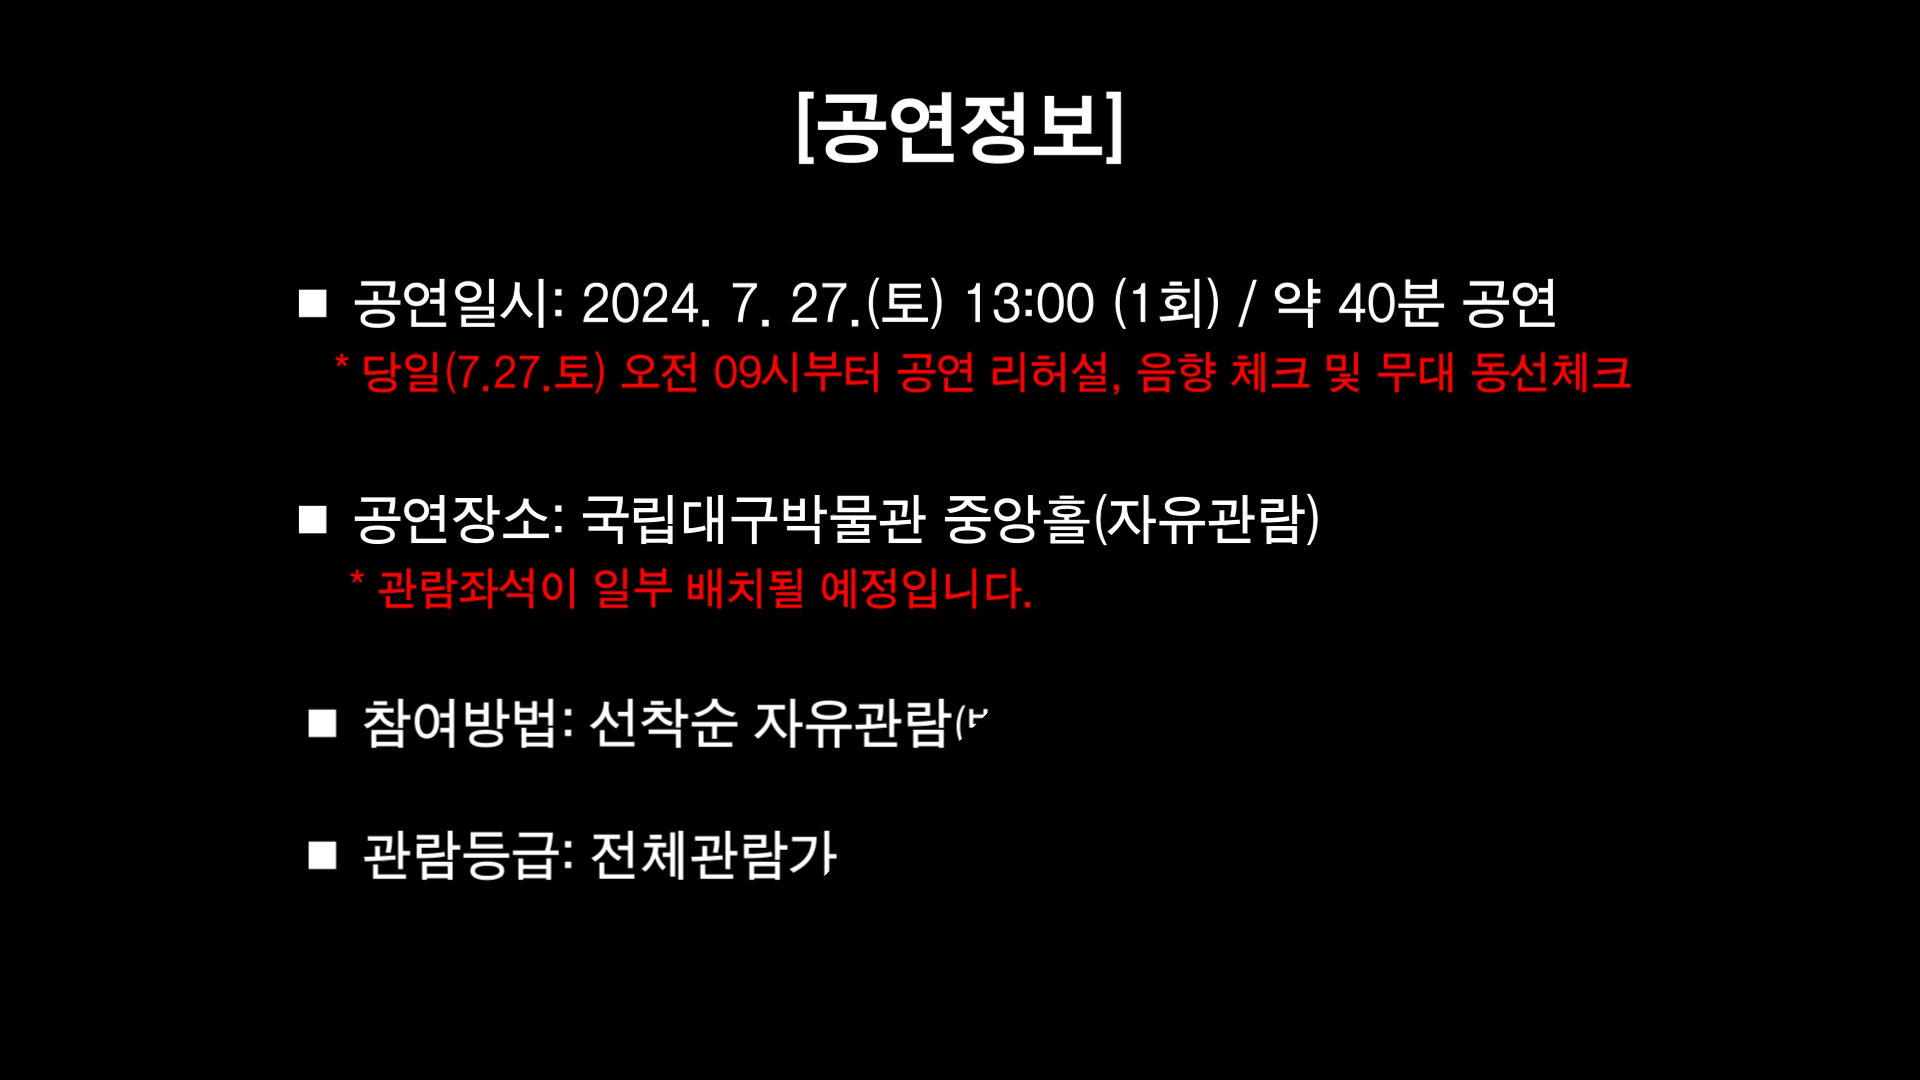 [공연정보]
■ 공연일시: 2024. 7. 27.(토) 13:00 (1회) / 약 40분 공연
* 당일(7.27.토) 오전 09시부터 공연 리허설, 음향 체크 및 무대 동선체크
■ 공연장소: 국립대구박물관 중앙홀(자유관람)
* 관람좌석이 일부 배치될 예정입니다.
■ 참여방법: 선착순 자유관람(
■ 관람등급: 전체관람가